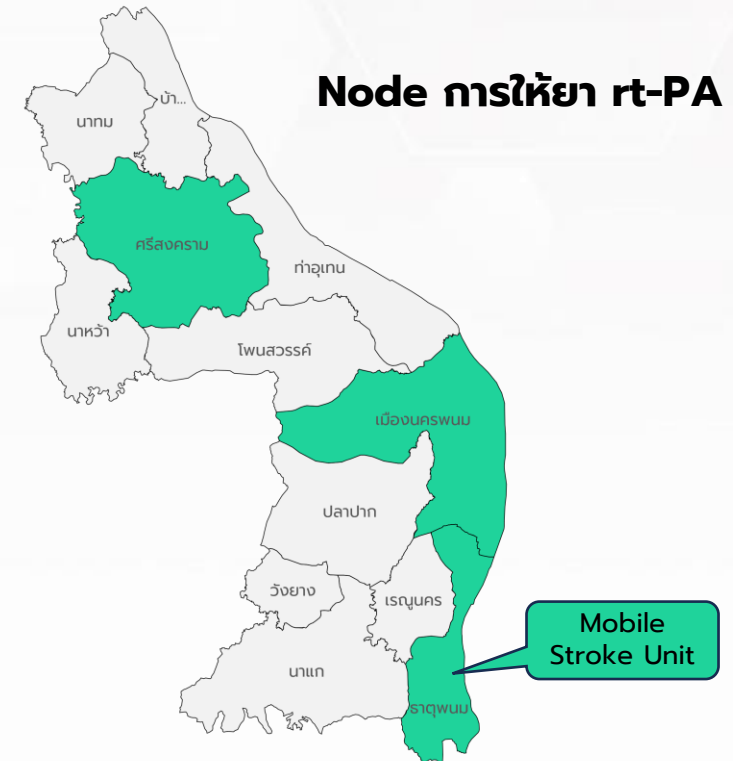 Node การให้ยา rt-PA
บ้า...
นาทม
ศรีสงคราม
ท่าอุเทน
นาหว้า
โพนสวรรค์
เมืองนครพนม
ปลาปาก
วังยาง
เรณูนคร
Mobile
Stroke Unit
นาแก
ธาตุพนม